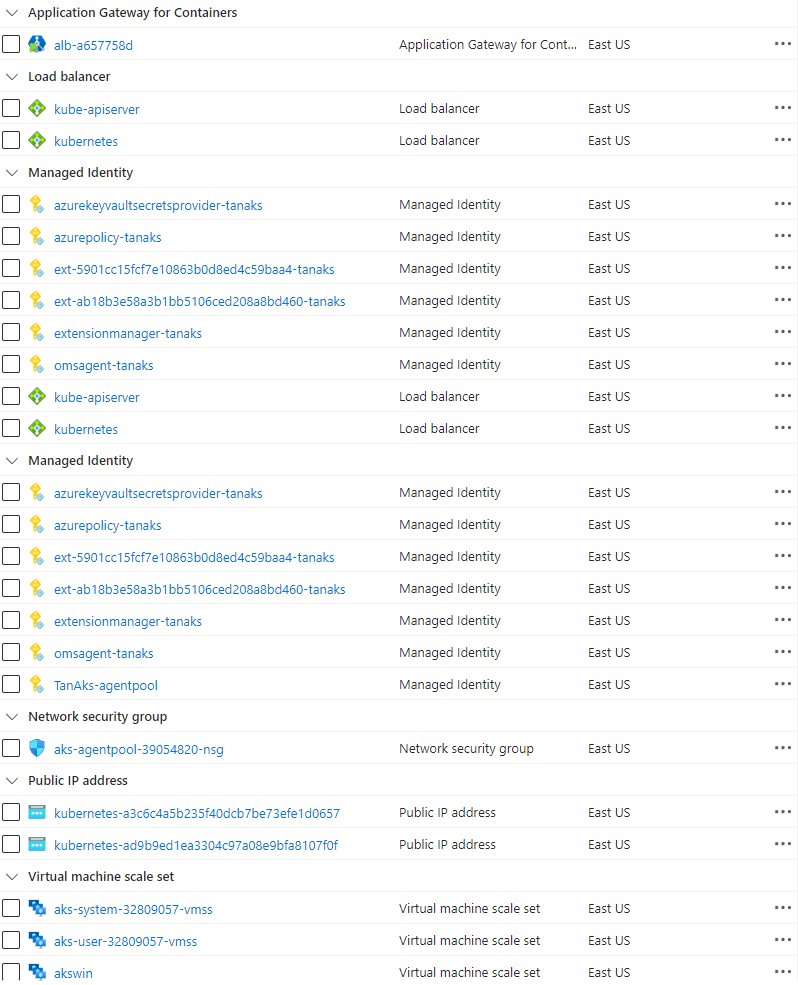 Application Gateway for Containers
alb-a657758d Application Gateway for Cont... East US
Load balancer
kube-apiserver Load balancer East US
kubernetes Load balancer East US
Managed Identity
azurekeyvaultsecretsprovider-tanaks Managed Identity East US
azurepolicy-tanaks Managed Identity East US
ext-5901cc15fcf7e10863b0d8ed4c59baa4-tanaks Managed Identity East US
ext-ab18b3e58a3b1bb5106ced208a8bd460-tanaks Managed Identity East US
extensionmanager-tanaks Managed Identity East US
omsagent-tanaks Managed Identity East US
kube-apiserver Load balancer East US
kubernetes Load balancer East US
Managed Identity
azurekeyvaultsecretsprovider-tanaks Managed Identity East US
azurepolicy-tanaks Managed Identity East US
ext-5901cc15fcf7e10863b0d8ed4c59baa4-tanaks Managed Identity East US
ext-ab18b3e58a3b1bb5106ced208a8bd460-tanaks Managed Identity East US
extensionmanager-tanaks Managed Identity East US
omsagent-tanaks Managed Identity East US
TanAks-agentpool Managed Identity East US
Network security group
aks-agentpool-39054820-nsg Network security group East US
Public IP address
kubernetes-a3c6c4a5b235f40dcb7be73efe1d0657 Public IP address East US
kubernetes-ad9b9ed1ea3304c97a08e9bfa8107f0f Public IP address East US
Virtual machine scale set
aks-system-32809057-vmss Virtual machine scale set East US
aks-user-32809057-vmss Virtual machine scale set East US
akswin Virtual machine scale set East US